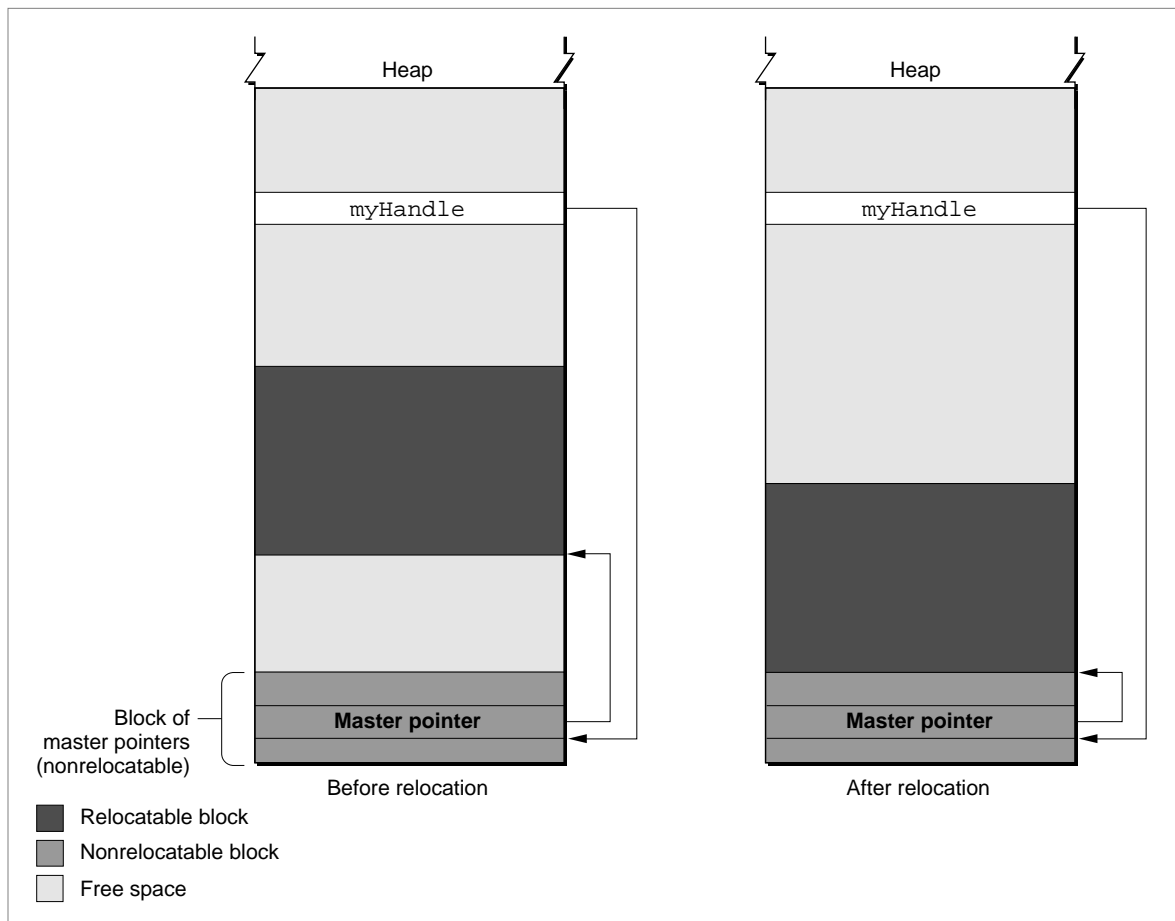 Heap
myHandle
Master pointer
Block of
master pointers
(nonrelocatable)
Before relocation
Heap
myHandle
Master pointer
After relocation
Relocatable block
Nonrelocatable block
Free space